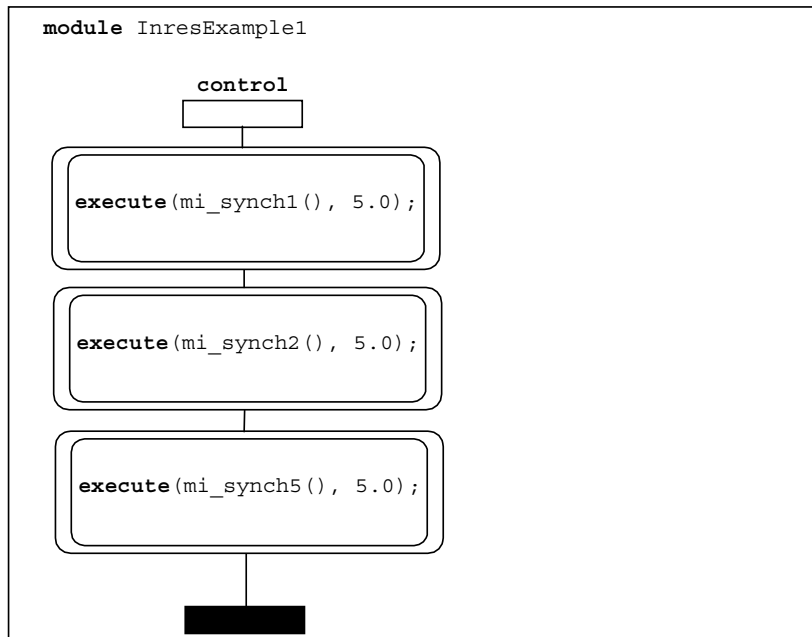 module InresExample1
control
execute(mi_synch1(), 5.0);
execute(mi_synch2(), 5.0);
execute(mi_synch5(), 5.0);